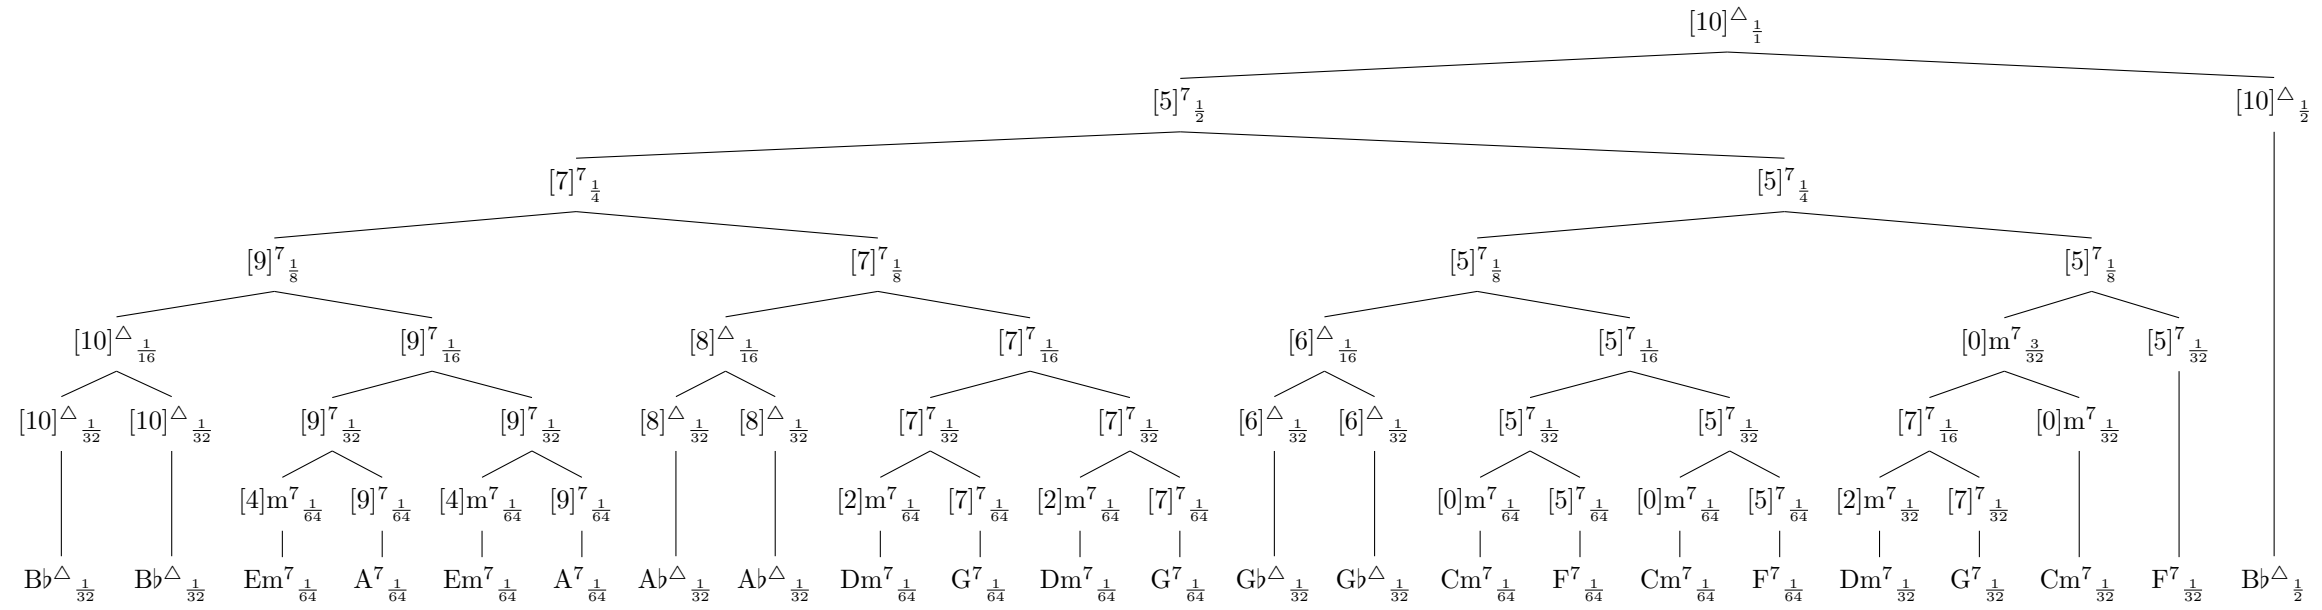 [10]△ 1/1
[5]7 1/2 [10]△ 1/2
[7]7 1/4 [5]7 1/4
[9]7 1/8 [7]7 1/8 [5]7 1/8 [5]7 1/8
[10]△ 1/16 [9]7 1/16 [8]△ 1/16 [7]7 1/16 [6]△ 1/16 [5]7 1/16 [0]m7 3/32 [5]7 1/32
[10]△ 1/32 [10]△ 1/32 [9]7 1/32 [9]7 1/32 [8]△ 1/32 [8]△ 1/32 [7]7 1/32 [7]7 1/32 [6]△ 1/32 [6]△ 1/32 [5]7 1/32 [5]7 1/32 [7]7 1/16 [0]m7 1/32
[4]m7 1/64 [9]7 1/64 [4]m7 1/64 [9]7 1/64 [2]m7 1/64 [7]7 1/64 [2]m7 1/64 [7]7 1/64 [0]m7 1/64 [5]7 1/64 [0]m7 1/64 [5]7 1/64 [2]m7 1/32 [7]7 1/32
B♭△ 1/32 B♭△ 1/32 Em7 1/64 A7 1/64 Em7 1/64 A7 1/64 A♭△ 1/32 A♭△ 1/32 Dm7 1/64 G7 1/64 Dm7 1/64 G7 1/64 G♭△ 1/32 G♭△ 1/32 Cm7 1/64 F7 1/64 Cm7 1/64 F7 1/64 Dm7 1/32 G7 1/32 Cm7 1/32 F7 1/32 B♭△ 1/2